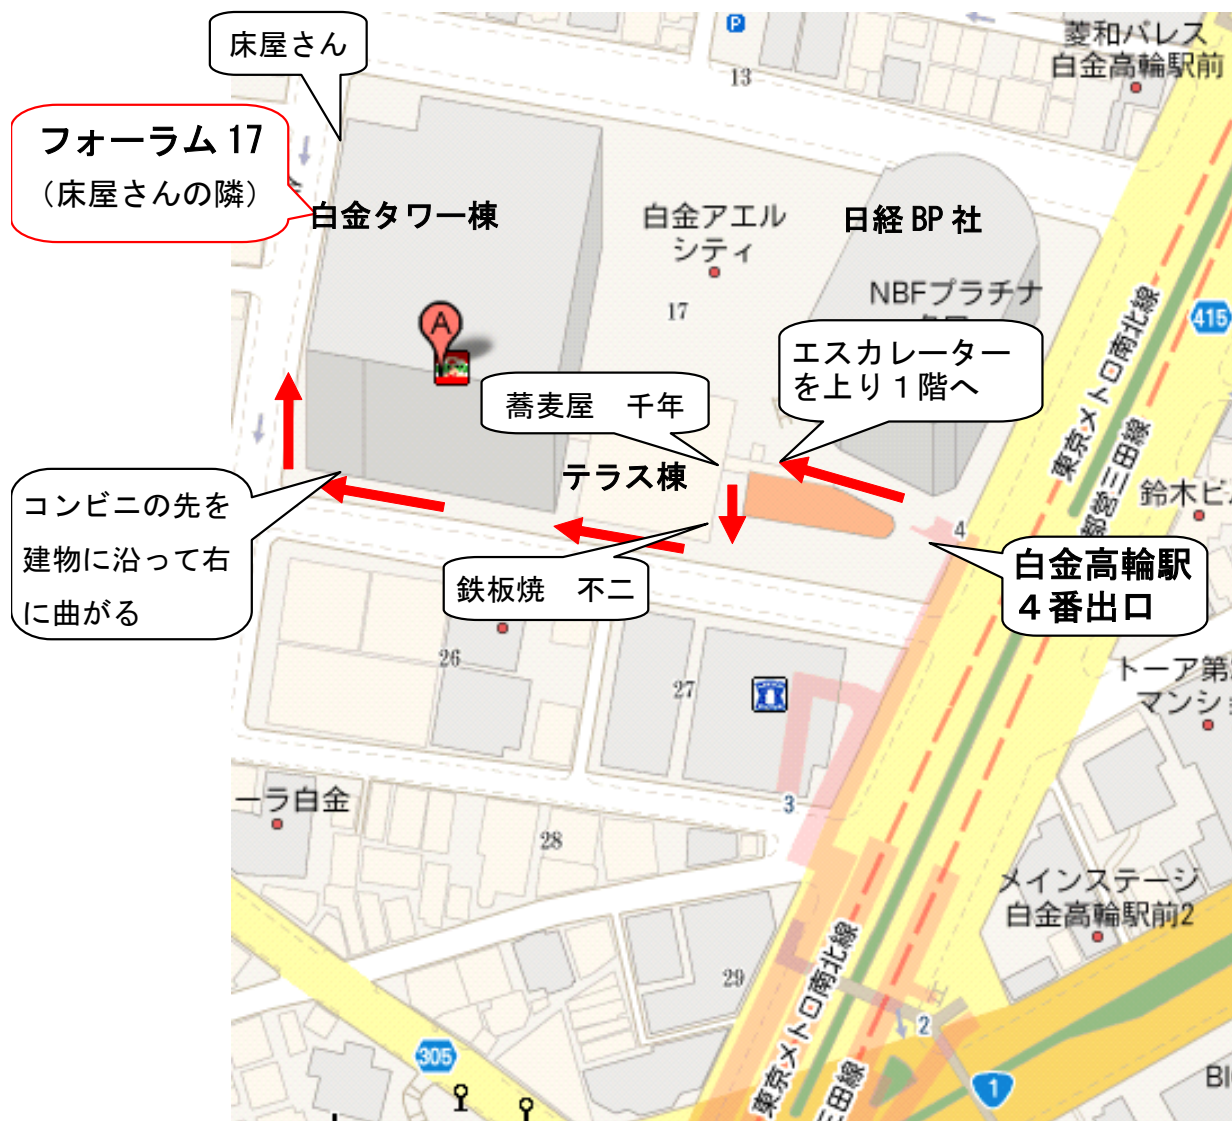 床屋さん
フォーラム 17
（床屋さんの隣）
白金タワー棟
13
菱和パレス
白金高輪駅前
白金アエル
シティ
17
日経 BP 社
NBFプラチナ
415
東京メトロ南北線
都営三田線
A
エスカレーター
を上り１階へ
蕎麦屋　千年
テラス棟
コンビニの先を
建物に沿って右
に曲がる
鉄板焼　不二
4
白金高輪駅
４番出口
鈴木ビ
26
27
トーア第
マンシ
3
ーラ白金
28
メインステージ
白金高輪駅前2
29
東京メトロ南北線
三田線
2
305
1
P